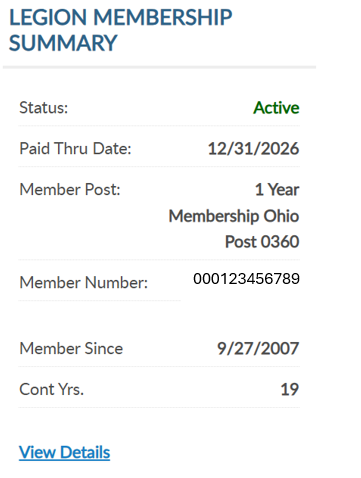 LEGION MEMBERSHIP
SUMMARY
Status: Active
Paid Thru Date: 12/31/2026
Member Post: 1 Year
Membership Ohio
Post 0360
Member Number: 000123456789
Member Since 9/27/2007
Cont Yrs. 19
View Details